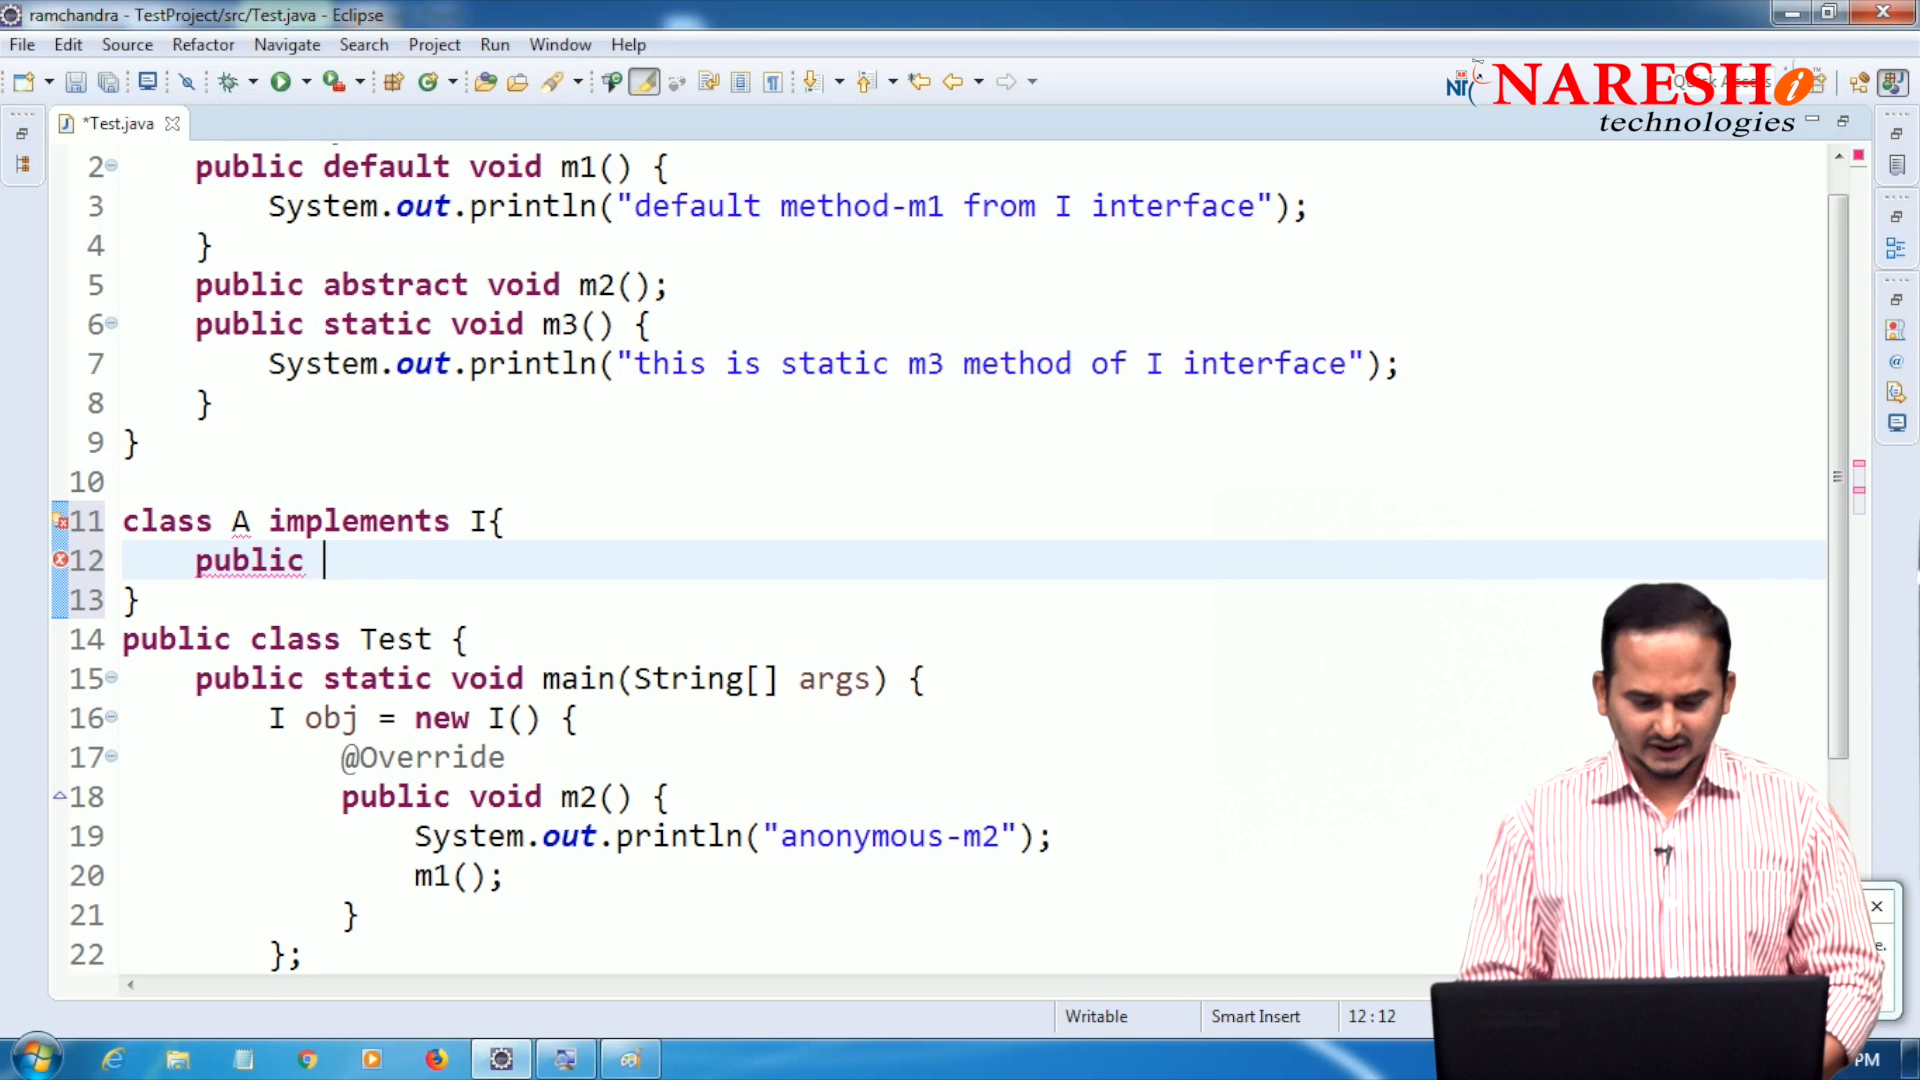 ramchandra - TestProject/src/Test.java - Eclipse
File Edit Source Refactor Navigate Search Project Run Window Help
NT NARESH i
technologies
*Test.java
2 public default void m1() {
3 System.out.println("default method-m1 from I interface");
4 }
5 public abstract void m2();
6 public static void m3() {
7 System.out.println("this is static m3 method of I interface");
8 }
9 }
10
11 class A implements I{
12 public
13 }
14 public class Test {
15 public static void main(String[] args) {
16 I obj = new I() {
17 @Override
18 public void m2() {
19 System.out.println("anonymous-m2");
20 m1();
21 }
22 };
Writable Smart Insert 12:12
PM